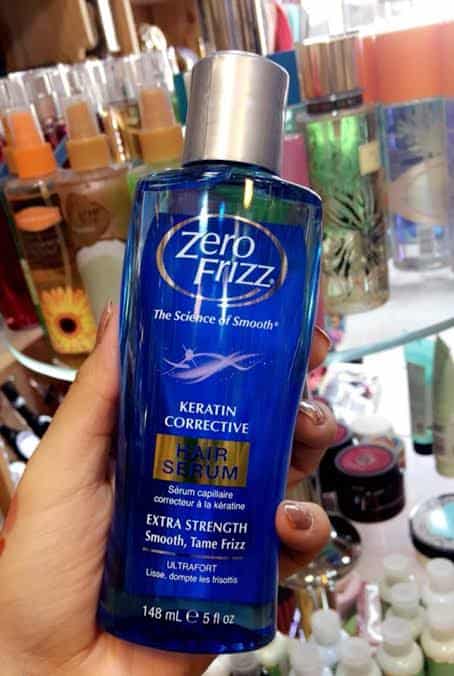 Zero
Frizz®
The Science of Smooth®
KERATIN
CORRECTIVE
HAIR
SERUM
Sérum capillaire
correcteur à la kératine
EXTRA STRENGTH
Smooth, Tame Frizz
ULTRAFORT
Lisse, dompte les frisottis
148 mL ℮ 5 fl oz